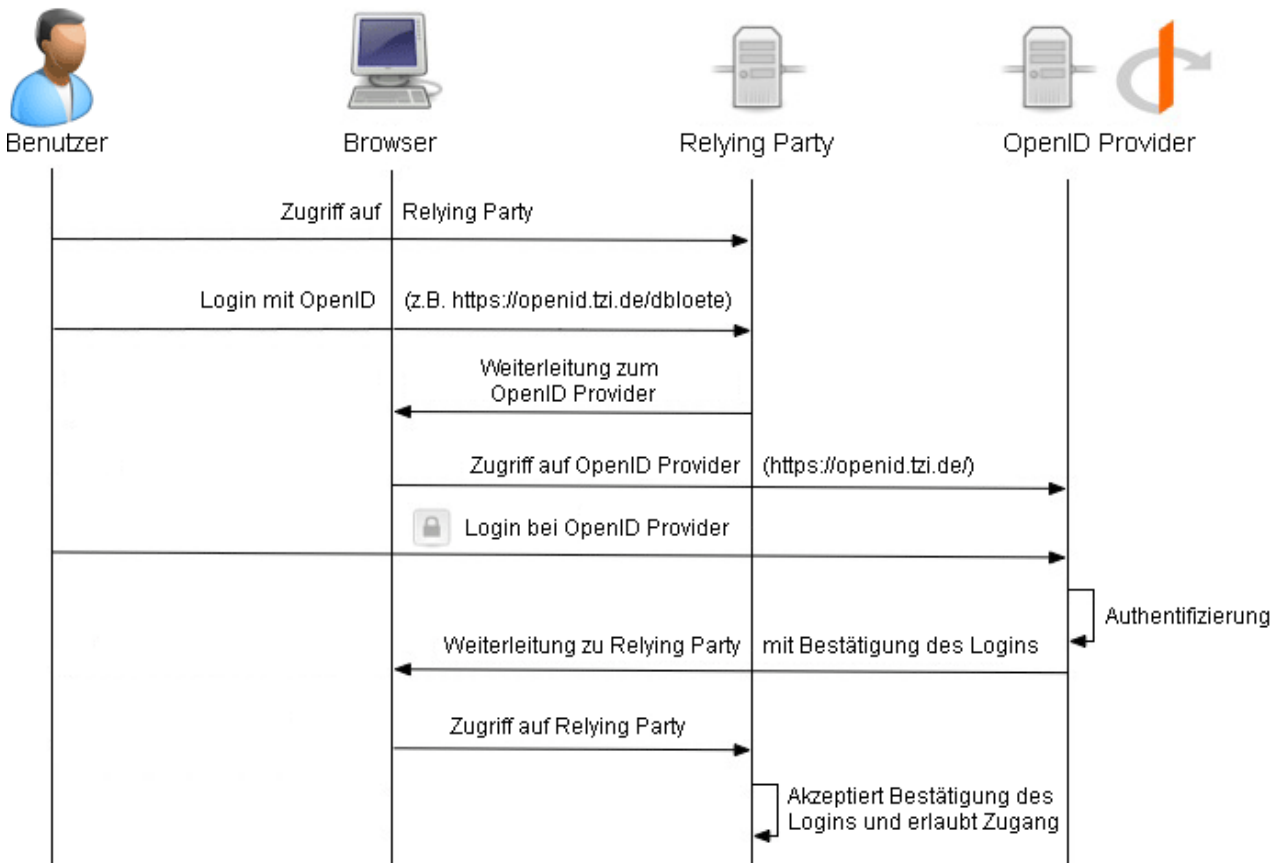 Benutzer
Browser
Relying Party
OpenID Provider
Zugriff auf Relying Party
Login mit OpenID (z.B. https://openid.tzi.de/dbloete)
Weiterleitung zum
OpenID Provider
Zugriff auf OpenID Provider (https://openid.tzi.de/)
Login bei OpenID Provider
Authentifizierung
Weiterleitung zu Relying Party mit Bestätigung des Logins
Zugriff auf Relying Party
Akzeptiert Bestätigung des
Logins und erlaubt Zugang